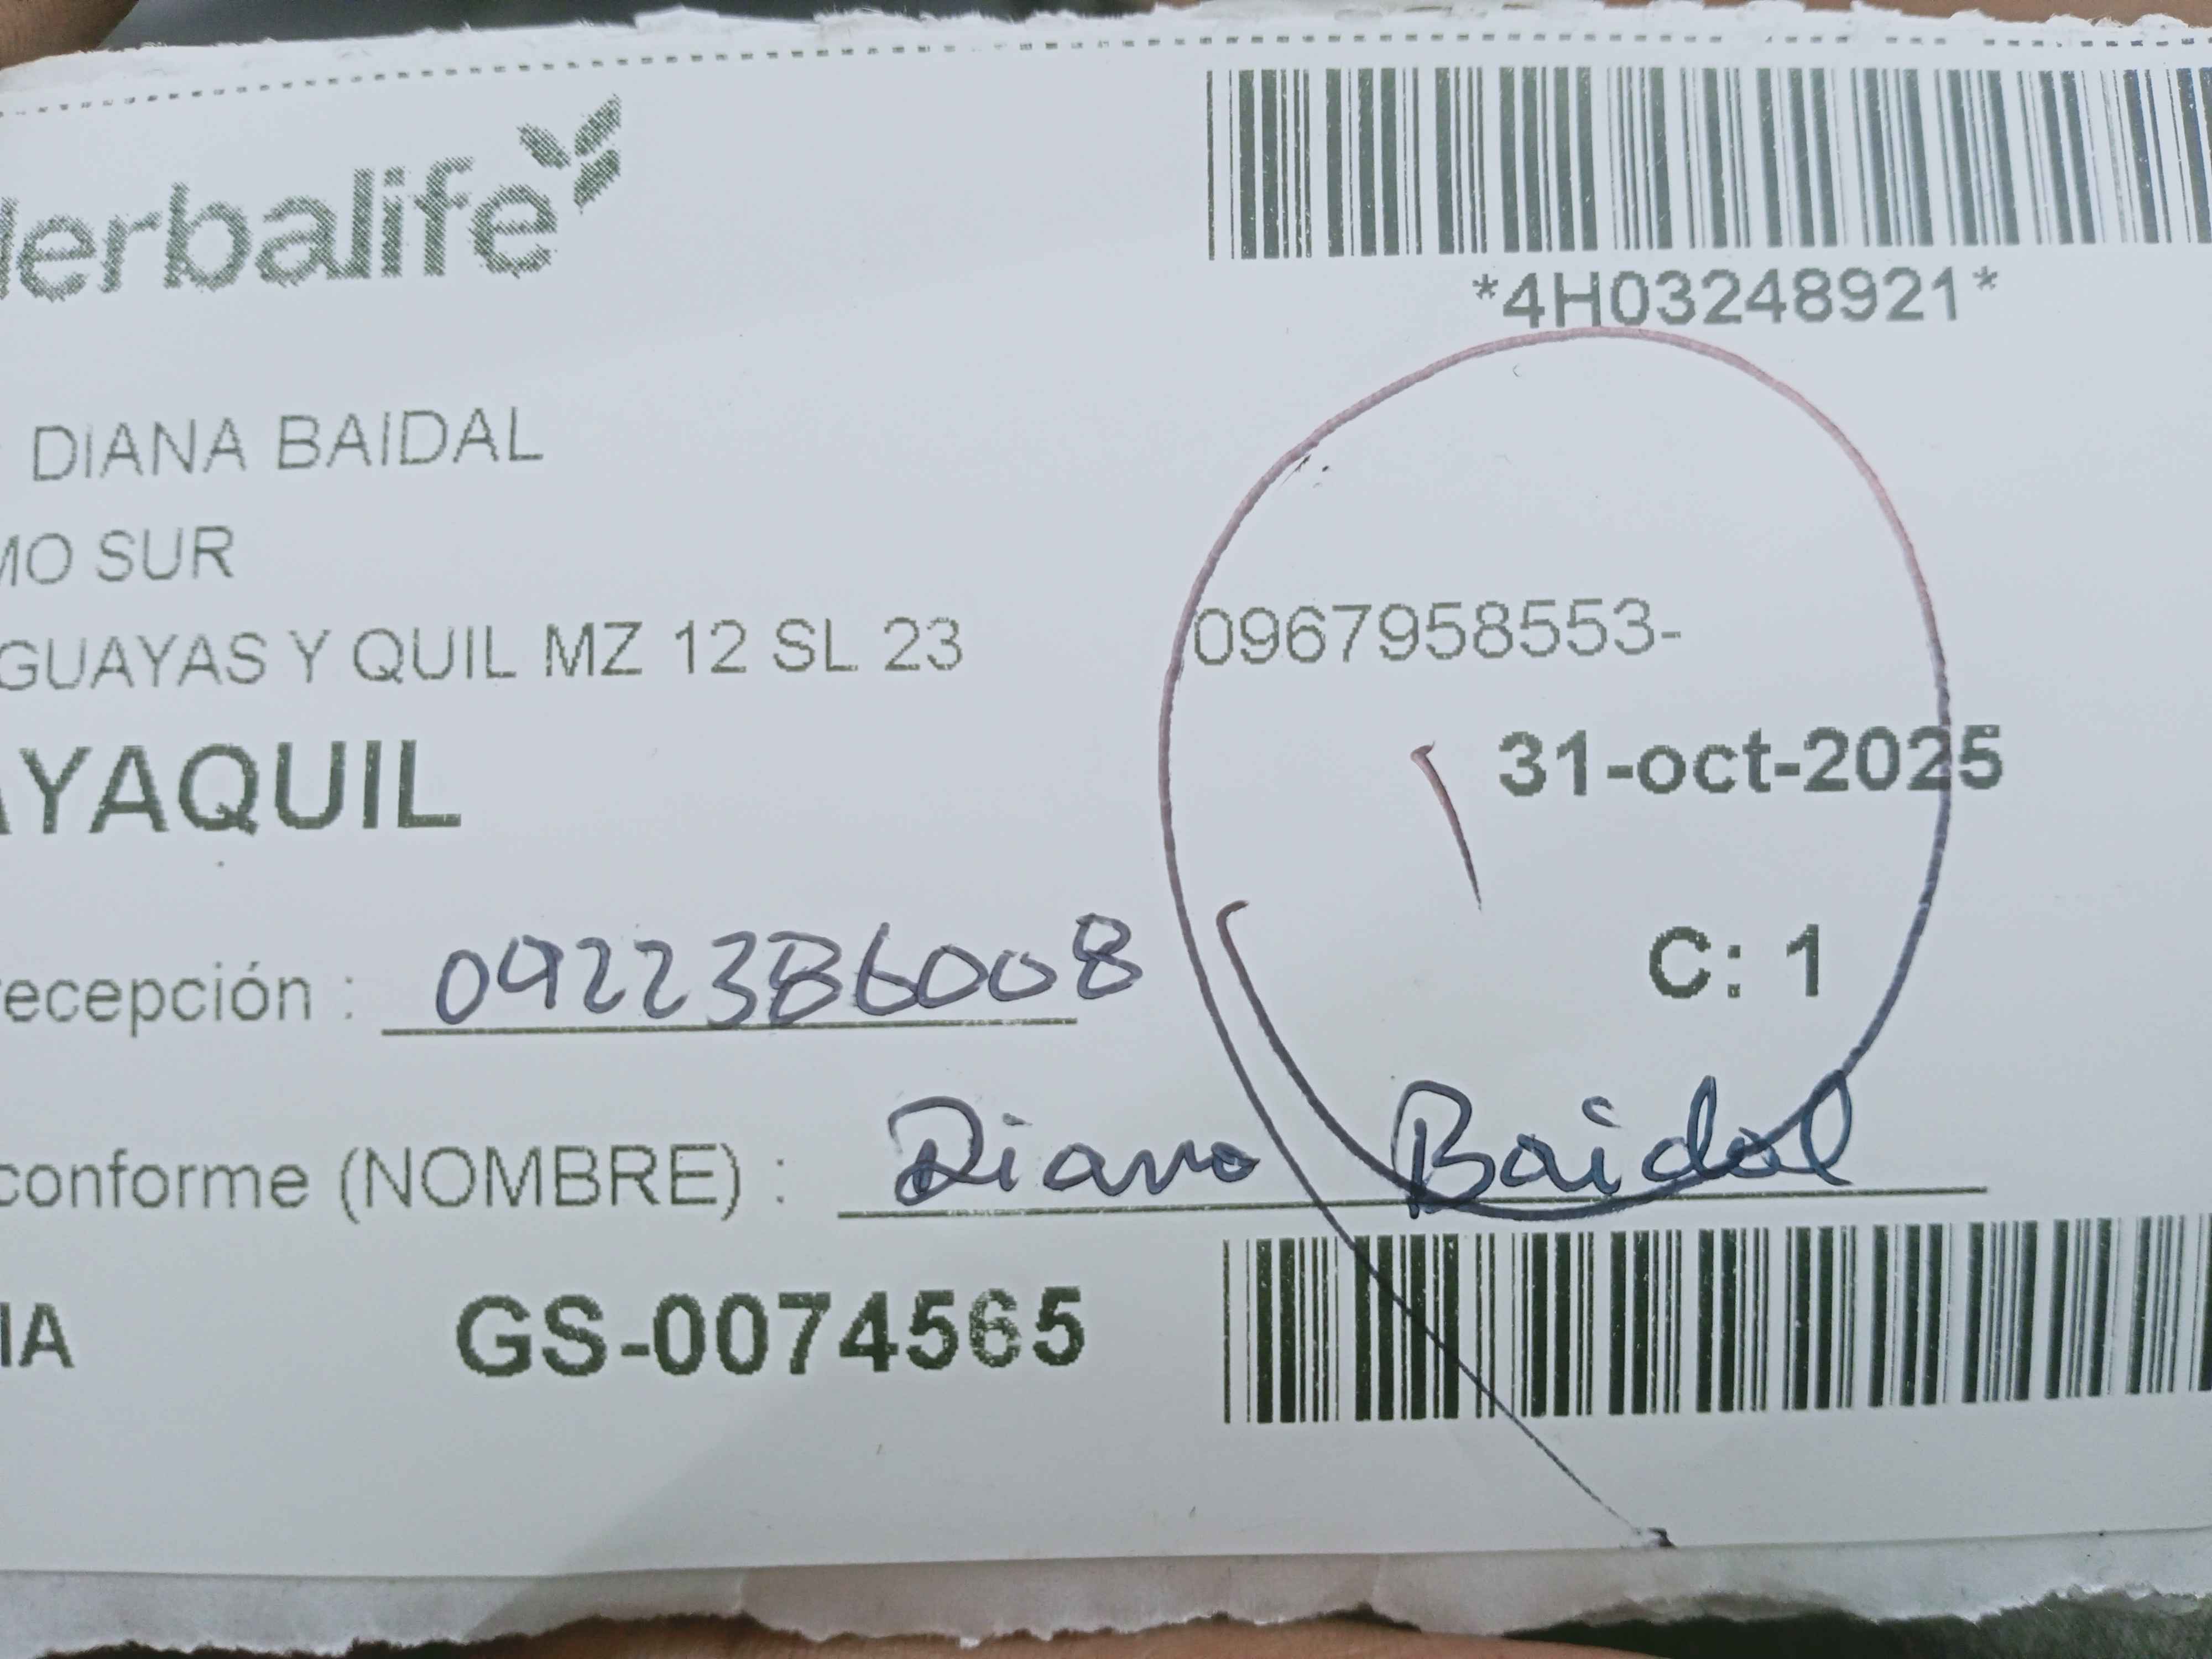 Herbalife
*4H03248921*
DIANA BAIDAL
MO SUR
GUAYAS Y QUIL MZ 12 SL 23 0967958553-
AYAQUIL 31-oct-2025
C: 1
recepción : 0922386008
conforme (NOMBRE) : Diana Baidal
IA GS-0074565